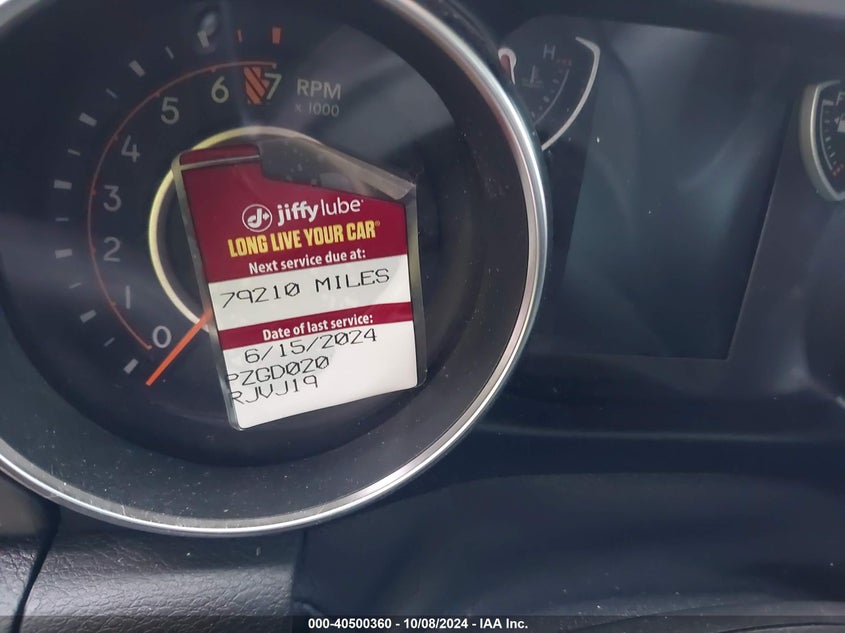 7
6
5
4
3
2
1
0
RPM
x 1000
H
F
jiffy lube
LONG LIVE YOUR CAR
Next service due at:
79210 MILES
Date of last service:
6/15/2024
PZGD020
RJVJ19
000-40500360 - 10/08/2024 - IAA Inc.